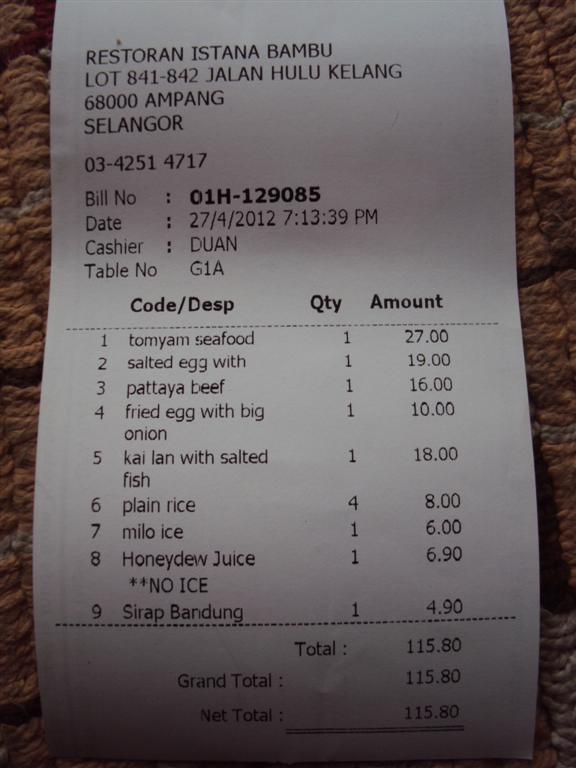 RESTORAN ISTANA BAMBU
LOT 841-842 JALAN HULU KELANG
68000 AMPANG
SELANGOR
03-4251 4717
Bill No : 01H-129085
Date : 27/4/2012 7:13:39 PM
Cashier : DUAN
Table No G1A
Code/Desp Qty Amount
1 tomyam seafood 1 27.00
2 salted egg with 1 19.00
3 pattaya beef 1 16.00
4 fried egg with big 1 10.00
onion
5 kai lan with salted 1 18.00
fish
6 plain rice 4 8.00
7 milo ice 1 6.00
8 Honeydew Juice 1 6.90
**NO ICE
9 Sirap Bandung 1 4.90
Total : 115.80
Grand Total : 115.80
Net Total : 115.80